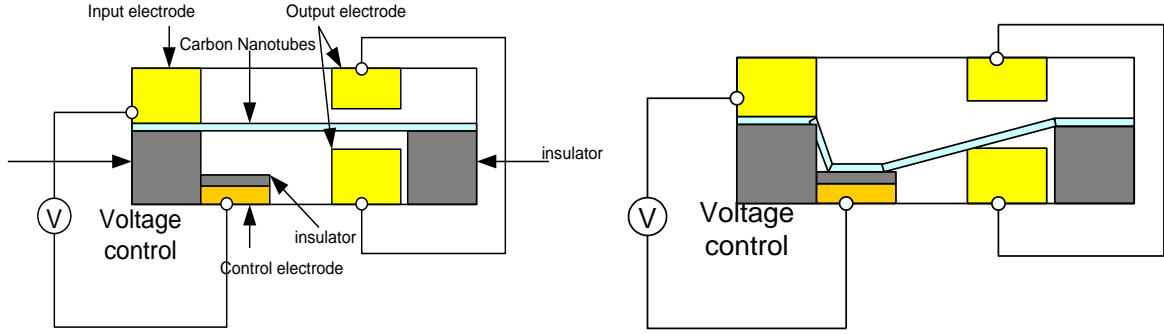 Input electrode
Output electrode
Carbon Nanotubes
insulator
V
Voltage
control
insulator
Control electrode
V
Voltage
control